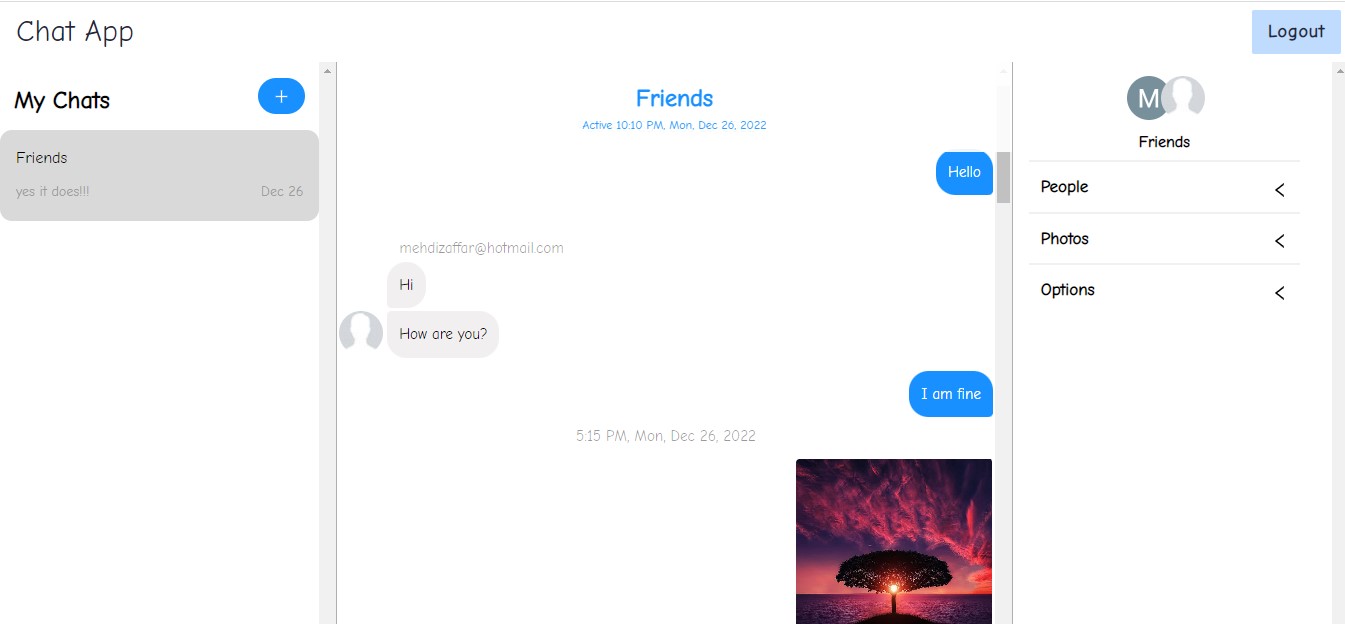 Chat App
Logout
My Chats
+
Friends
yes it does!!!
Dec 26
Friends
Active 10:10 PM, Mon, Dec 26, 2022
Hello
mehdizaffar@hotmail.com
Hi
How are you?
I am fine
5:15 PM, Mon, Dec 26, 2022
M
Friends
People
Photos
Options